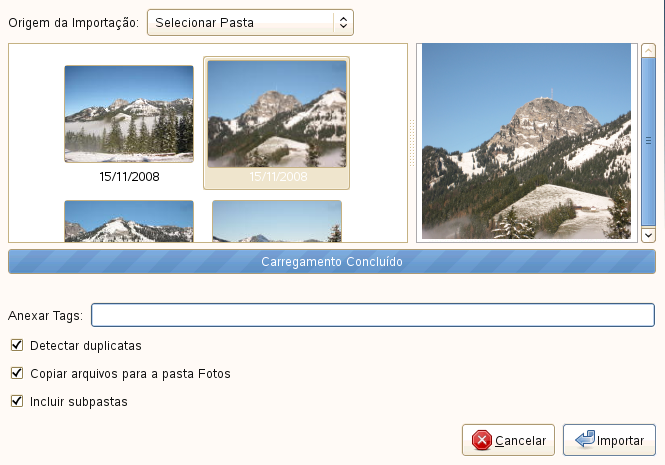 Origem da Importação: Selecionar Pasta
15/11/2008 15/11/2008
Carregamento Concluído
Anexar Tags:
Detectar duplicatas
Copiar arquivos para a pasta Fotos
Incluir subpastas
Cancelar Importar